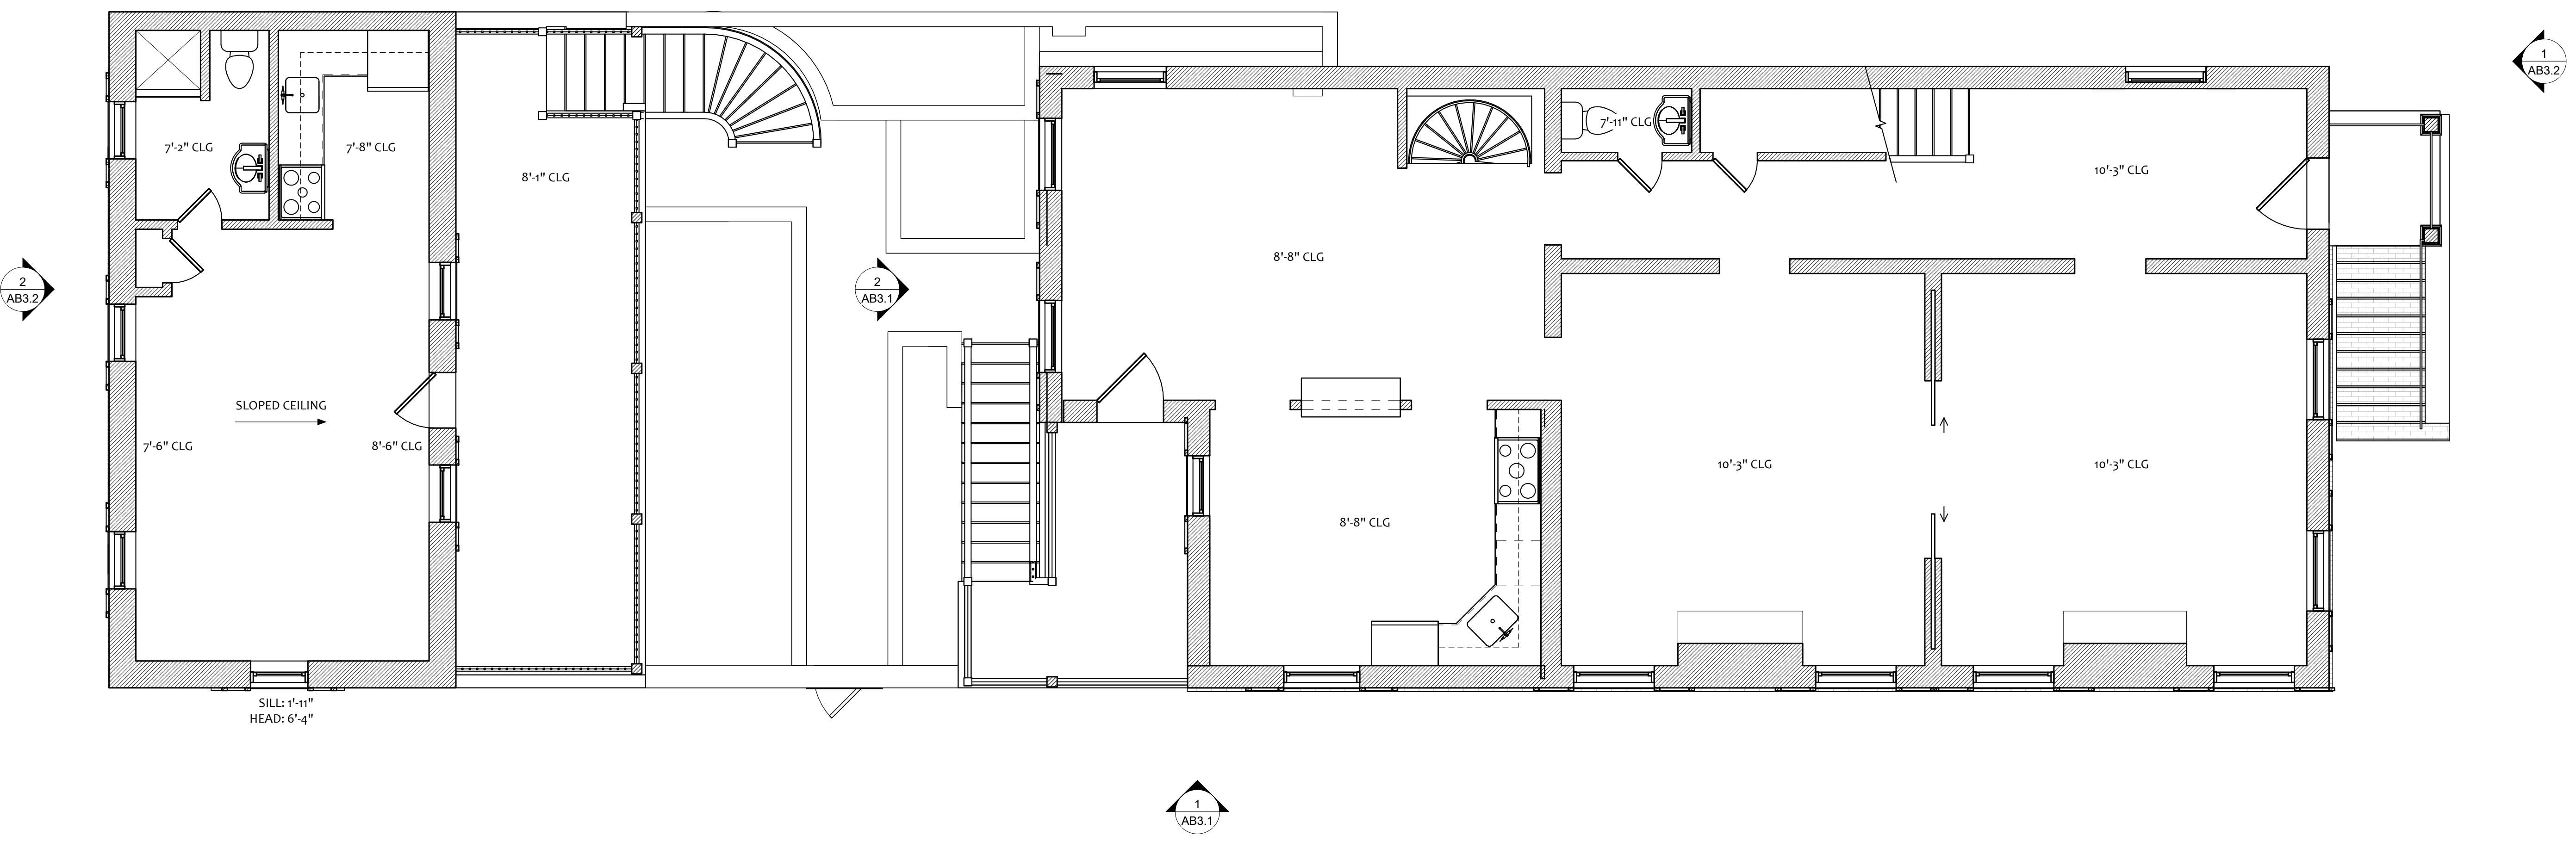 1
AB3.2
7'-2" CLG
7'-8" CLG
8'-1" CLG
7'-11" CLG
10'-3" CLG
8'-8" CLG
2
AB3.2
2
AB3.1
SLOPED CEILING
7'-6" CLG
8'-6" CLG
10'-3" CLG
10'-3" CLG
8'-8" CLG
SILL: 1'-11"
HEAD: 6'-4"
1
AB3.1